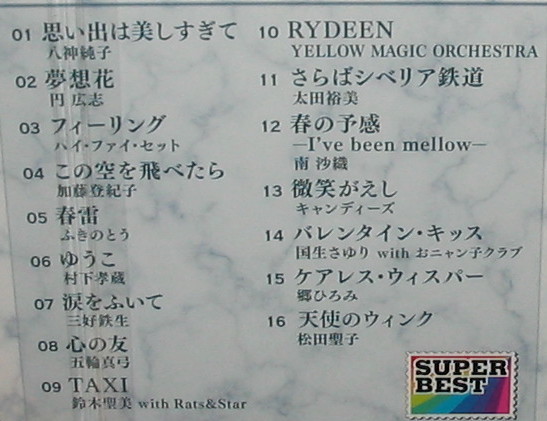 01 思い出は美しすぎて
八神純子
02 夢想花
円 広志
03 フィーリング
ハイ・ファイ・セット
04 この空を飛べたら
加藤登紀子
05 春雷
ふきのとう
06 ゆうこ
村下孝蔵
07 涙をふいて
三好鉄生
08 心の友
五輪真弓
09 TAXI
鈴木聖美 with Rats&Star
10 RYDEEN
YELLOW MAGIC ORCHESTRA
11 さらばシベリア鉄道
太田裕美
12 春の予感
—I've been mellow—
南 沙織
13 微笑がえし
キャンディーズ
14 バレンタイン・キッス
国生さゆり with おニャン子クラブ
15 ケアレス・ウィスパー
郷ひろみ
16 天使のウィンク
松田聖子
SUPER
BEST